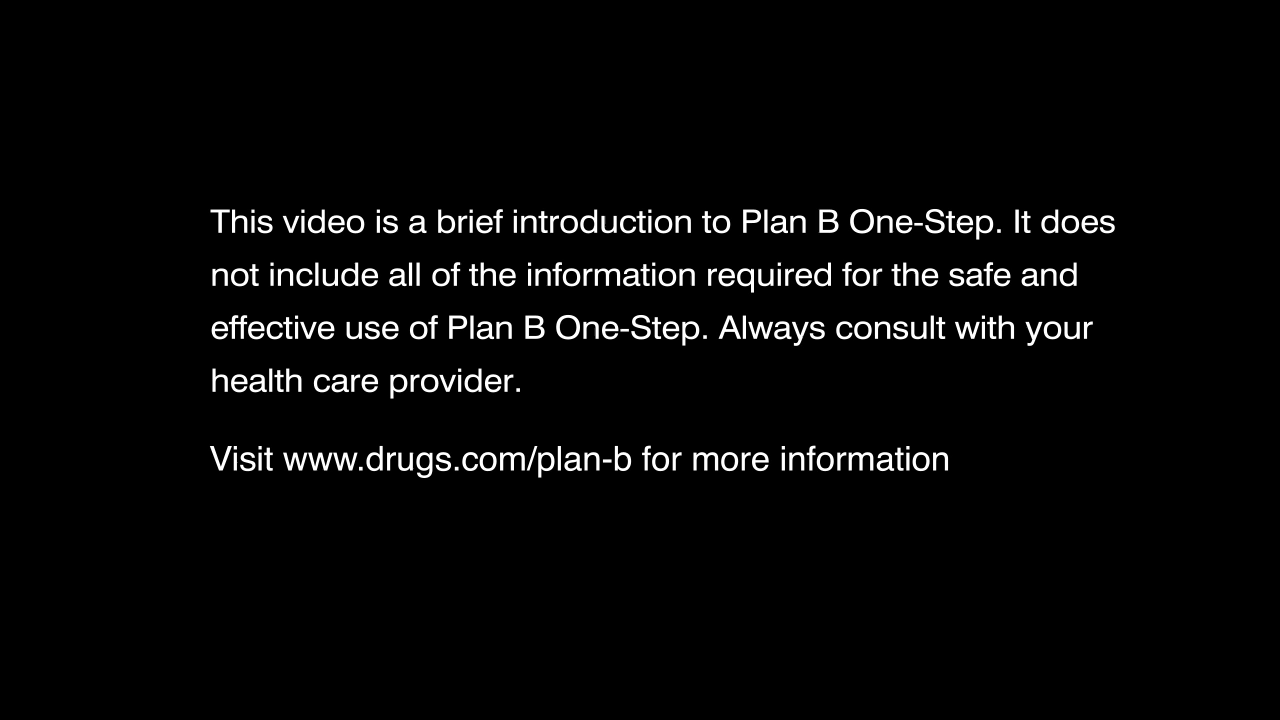 This video is a brief introduction to Plan B One-Step. It does
not include all of the information required for the safe and
effective use of Plan B One-Step. Always consult with your
health care provider.
Visit www.drugs.com/plan-b for more information